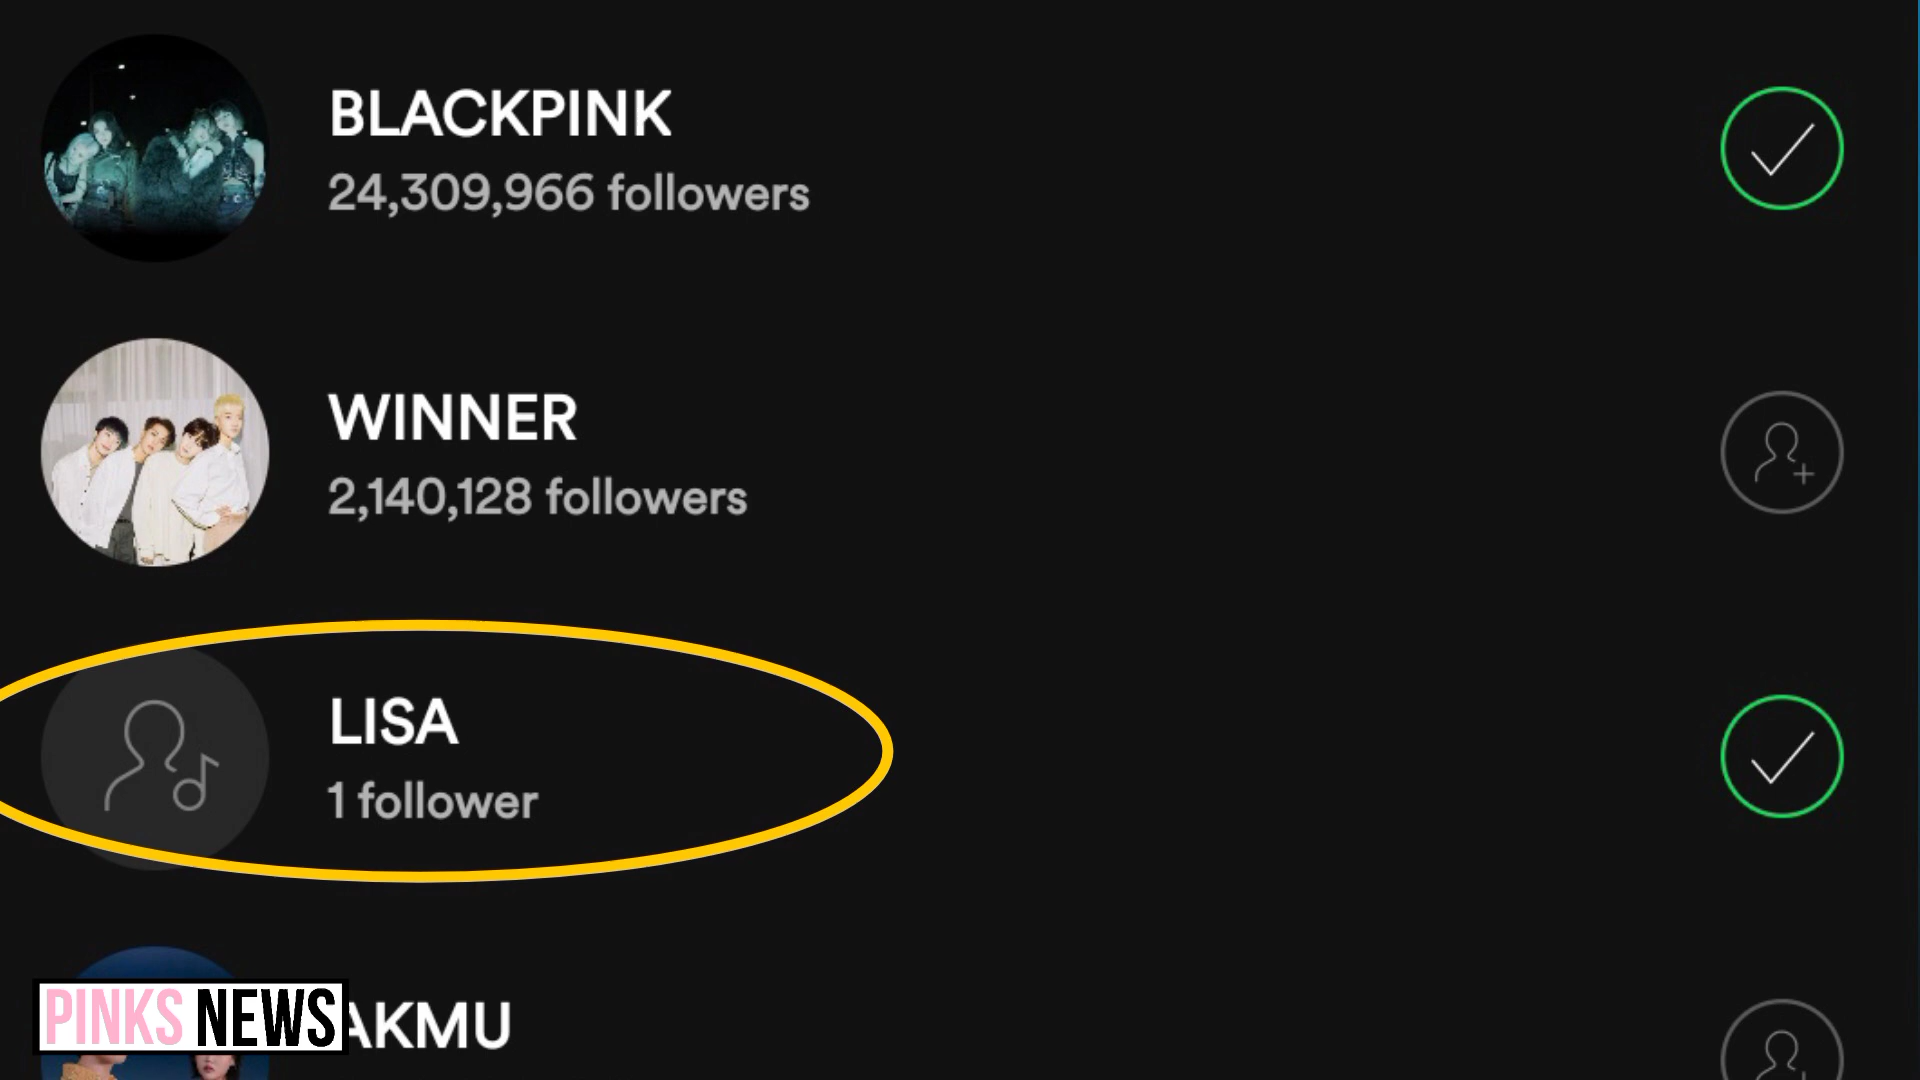 BLACKPINK
24,309,966 followers
WINNER
2,140,128 followers
LISA
1 follower
AKMU
PINKS NEWS